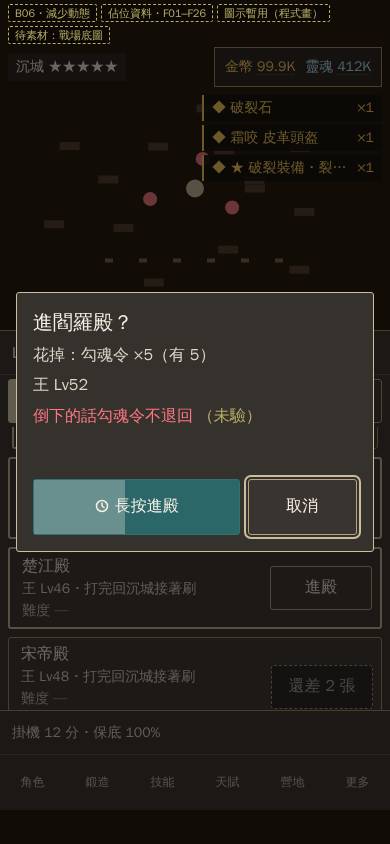 B06・減少動態 佔位資料・F01–F26 圖示暫用（程式畫）
待素材：戰場底圖
沉城 ★★★★★
金幣 99.9K 靈魂 412K
◆ 破裂石 ×1
◆ 霜咬 皮革頭盔 ×1
◆ ★ 破裂裝備・裂⋯ ×1
進閻羅殿？
花掉：勾魂令 ×5（有 5）
王 Lv52
倒下的話勾魂令不退回 （未驗）
長按進殿
取消
楚江殿
王 Lv46・打完回沉城接著刷
難度 —
進殿
宋帝殿
王 Lv48・打完回沉城接著刷
難度 —
還差 2 張
掛機 12 分・保底 100%
角色 鍛造 技能 天賦 營地 更多